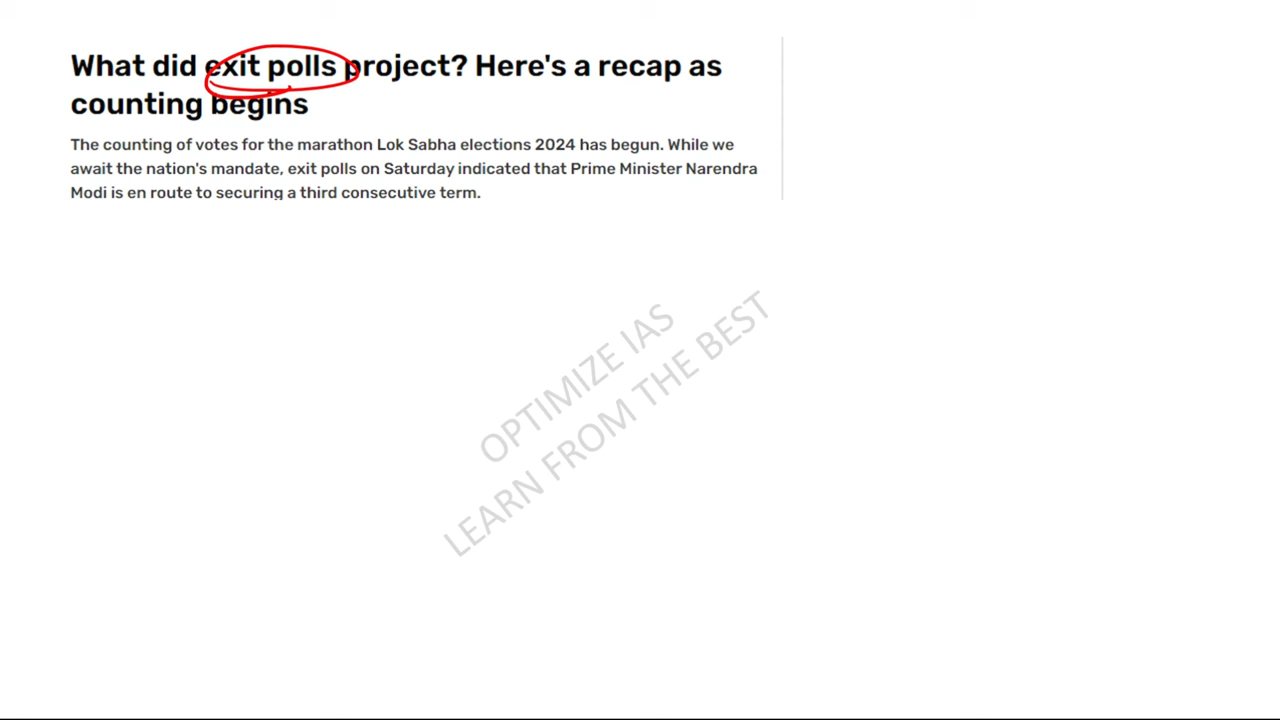 What did exit polls project? Here's a recap as
counting begins
The counting of votes for the marathon Lok Sabha elections 2024 has begun. While we
await the nation's mandate, exit polls on Saturday indicated that Prime Minister Narendra
Modi is en route to securing a third consecutive term.
OPTIMIZE IAS
LEARN FROM THE BEST